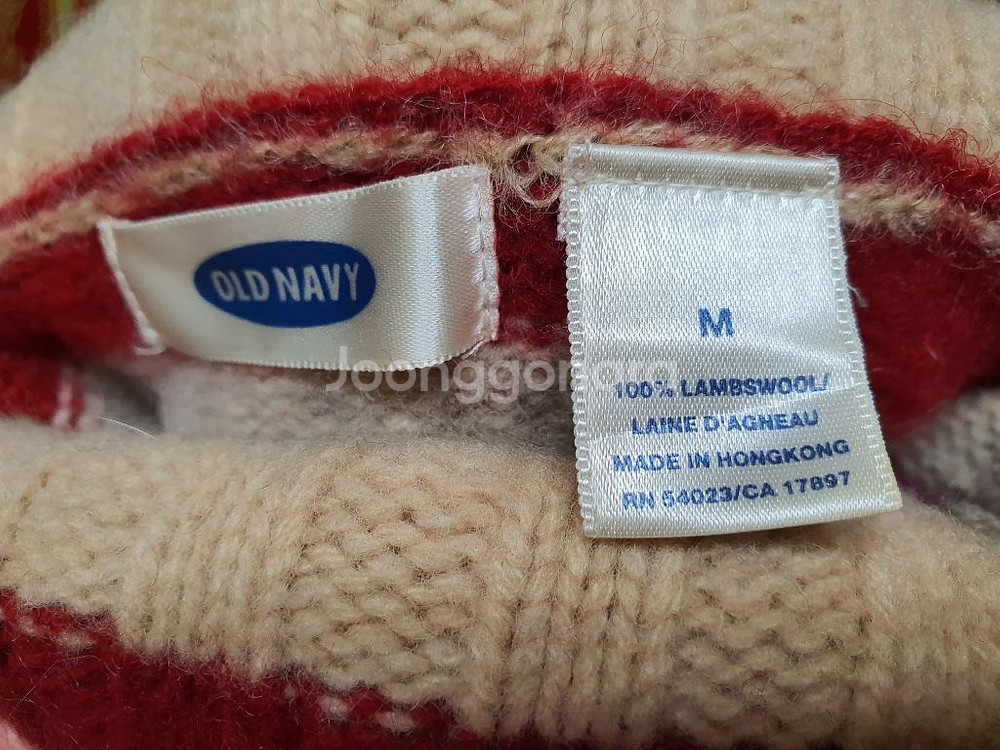 OLD NAVY
M
100% LAMBSWOOL/
LAINE D'AGNEAU
MADE IN HONGKONG
RN 54023/CA 17897
Joonggonara